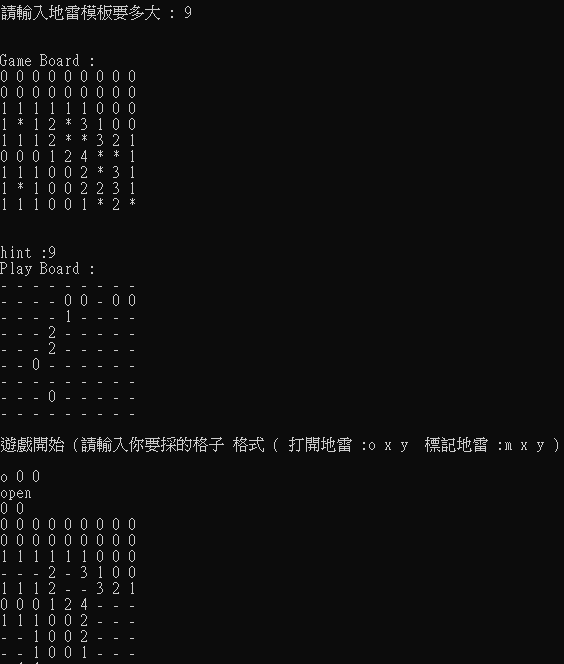 請輸入地雷模板要多大 : 9
Game Board :
0 0 0 0 0 0 0 0 0
0 0 0 0 0 0 0 0 0
1 1 1 1 1 1 0 0 0
1 * 1 2 * 3 1 0 0
1 1 1 2 * * 3 2 1
0 0 0 1 2 4 * * 1
1 1 1 0 0 2 * 3 1
1 * 1 0 0 2 2 3 1
1 1 1 0 0 1 * 2 *
hint :9
Play Board :
- - - - - - - - -
- - - - 0 0 - 0 0
- - - - 1 - - - -
- - - 2 - - - - -
- - - 2 - - - - -
- - 0 - - - - - -
- - - - - - - - -
- - - 0 - - - - -
- - - - - - - - -
遊戲開始 (請輸入你要採的格子 格式 ( 打開地雷 :o x y 標記地雷 :m x y )
o 0 0
open
0 0
0 0 0 0 0 0 0 0 0
0 0 0 0 0 0 0 0 0
1 1 1 1 1 1 0 0 0
- - - 2 - 3 1 0 0
1 1 1 2 - - 3 2 1
0 0 0 1 2 4 - - -
1 1 1 0 0 2 - - -
- - 1 0 0 2 - - -
- - 1 0 0 1 - - -